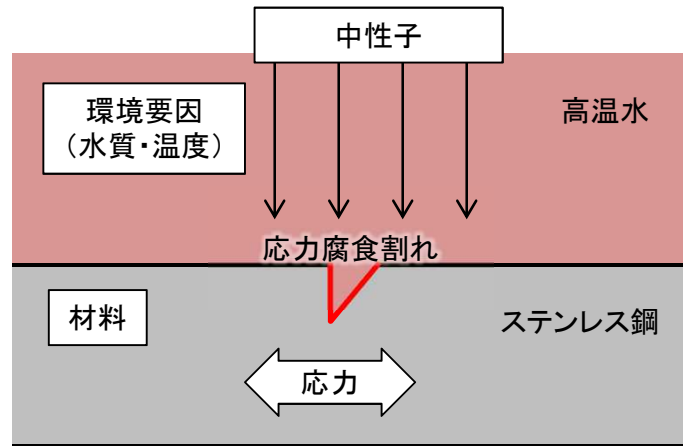 中性子
環境要因
（水質・温度）
高温水
応力腐食割れ
材料
ステンレス鋼
応力